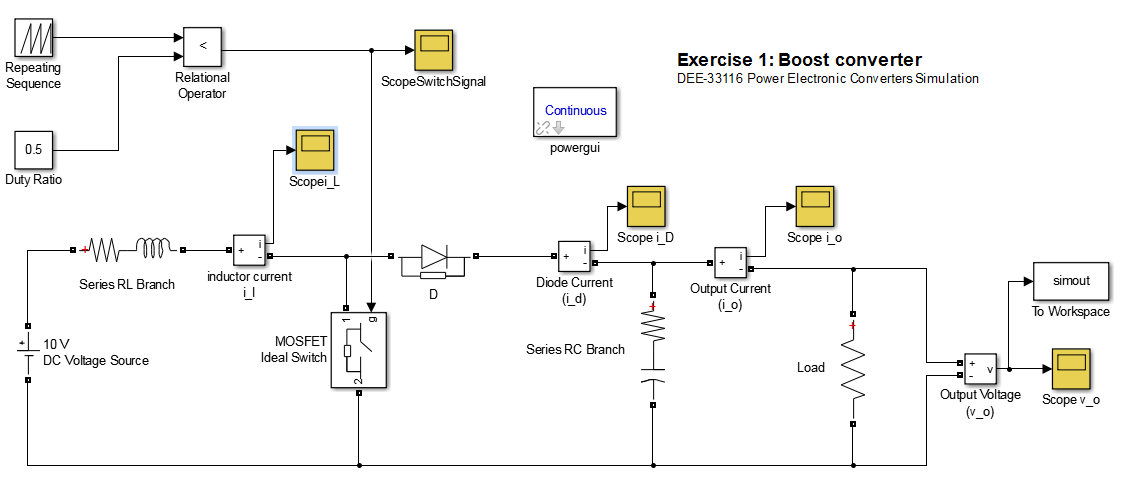 Repeating
Sequence
<
Relational
Operator
ScopeSwitchSignal
Exercise 1: Boost converter
DEE-33116 Power Electronic Converters Simulation
Continuous
powergui
0.5
Duty Ratio
Scopei_L
Scope i_D
Scope i_o
+
Series RL Branch
+ i -
inductor current
i_l
D
+ i -
Diode Current
(i_d)
+ i -
Output Current
(i_o)
simout
To Workspace
+
10 V
DC Voltage Source
MOSFET
Ideal Switch
1 g
2
+
Series RC Branch
+
Load
+ - v
Output Voltage
(v_o)
Scope v_o